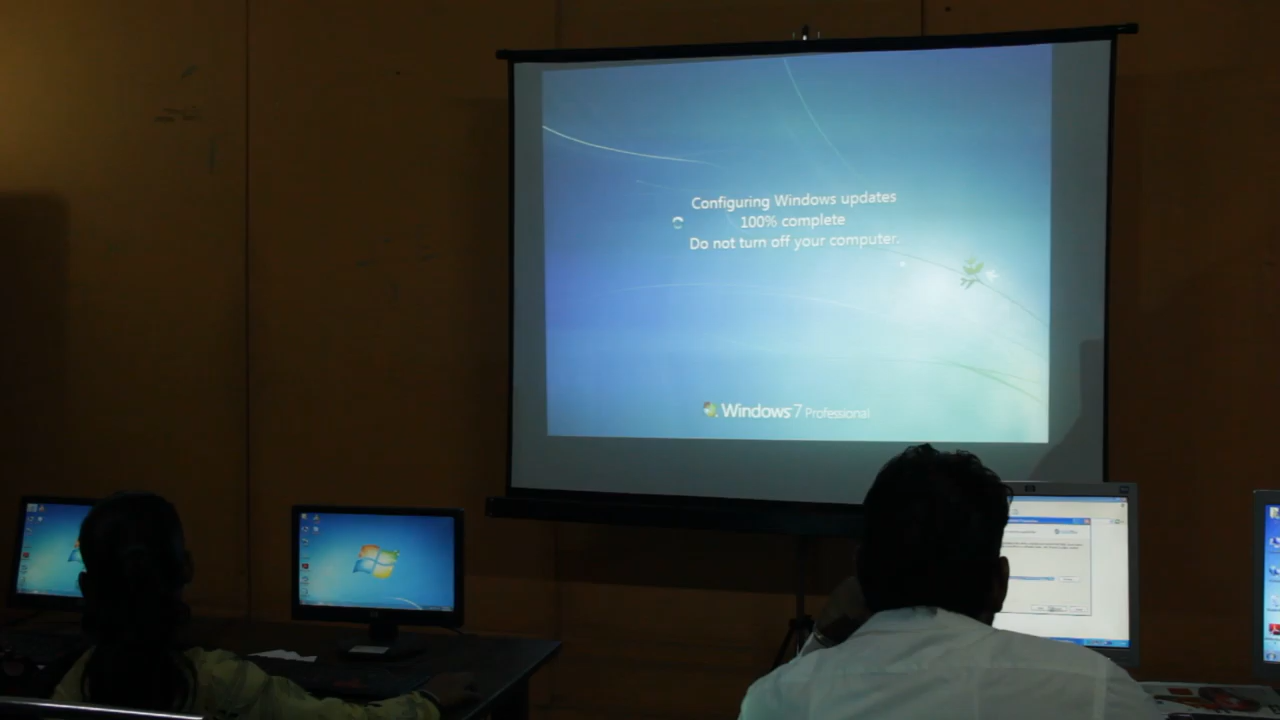 Configuring Windows updates
100% complete
Do not turn off your computer.
Windows 7 Professional